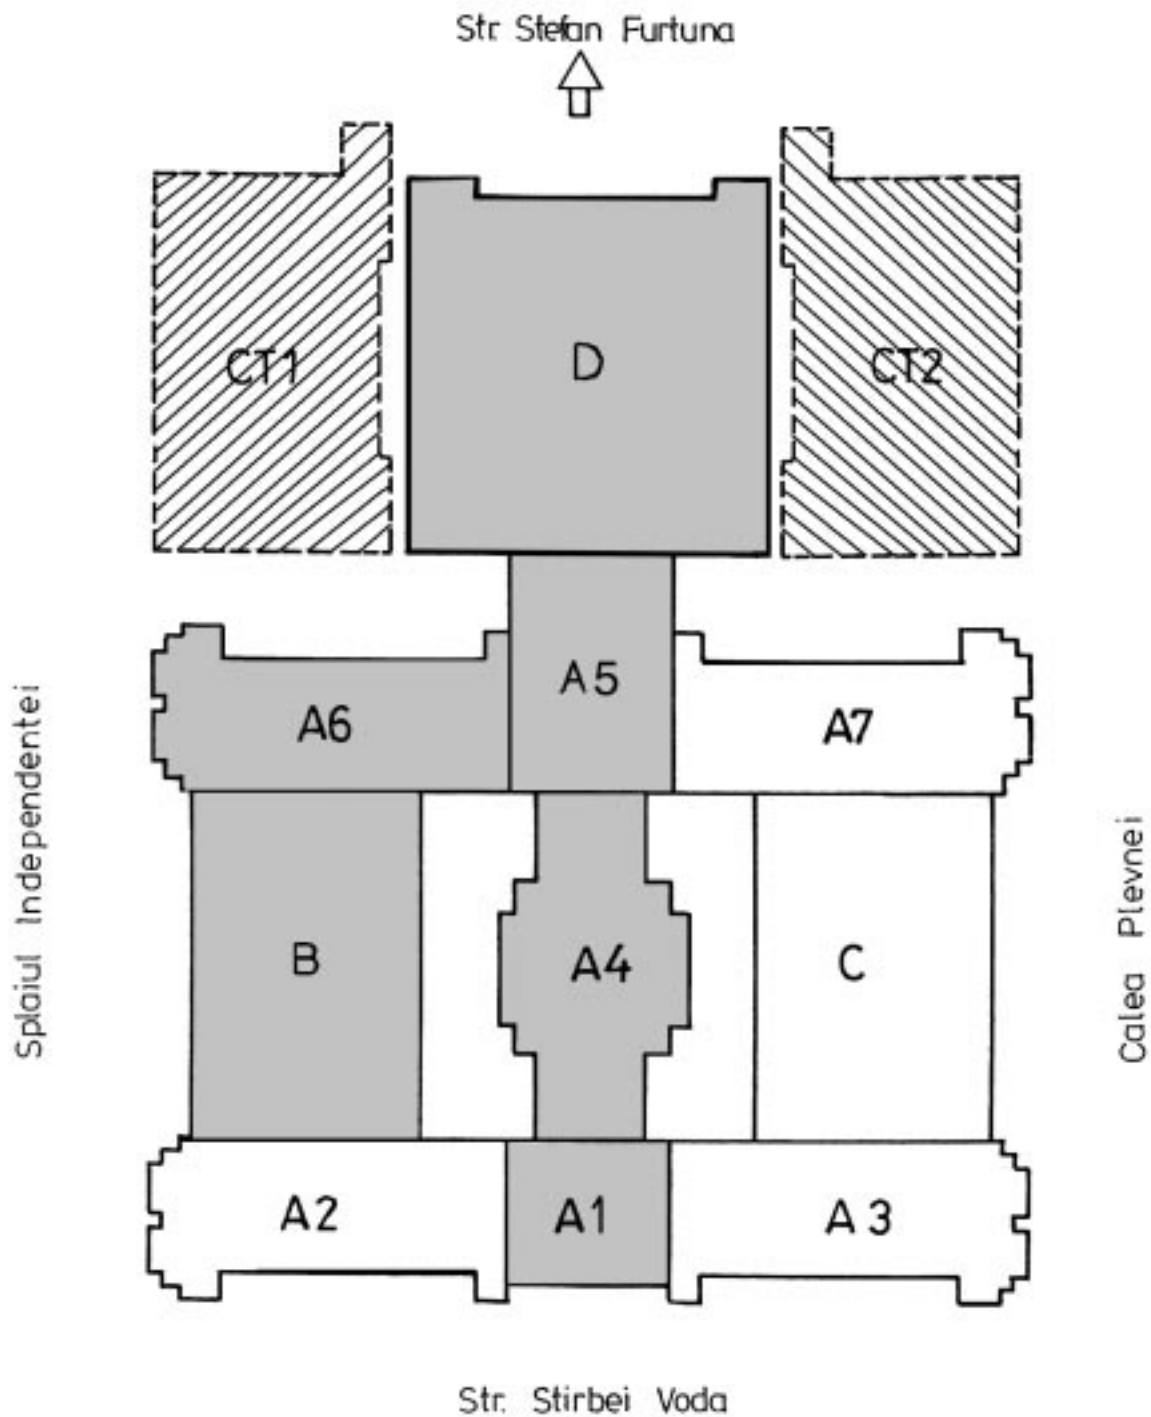 Str. Stefan Furtuna
CT1
D
CT2
A5
A6
A7
Splaiul Independentei
Calea Plevnei
B
A4
C
A2
A1
A3
Str. Stirbei Voda